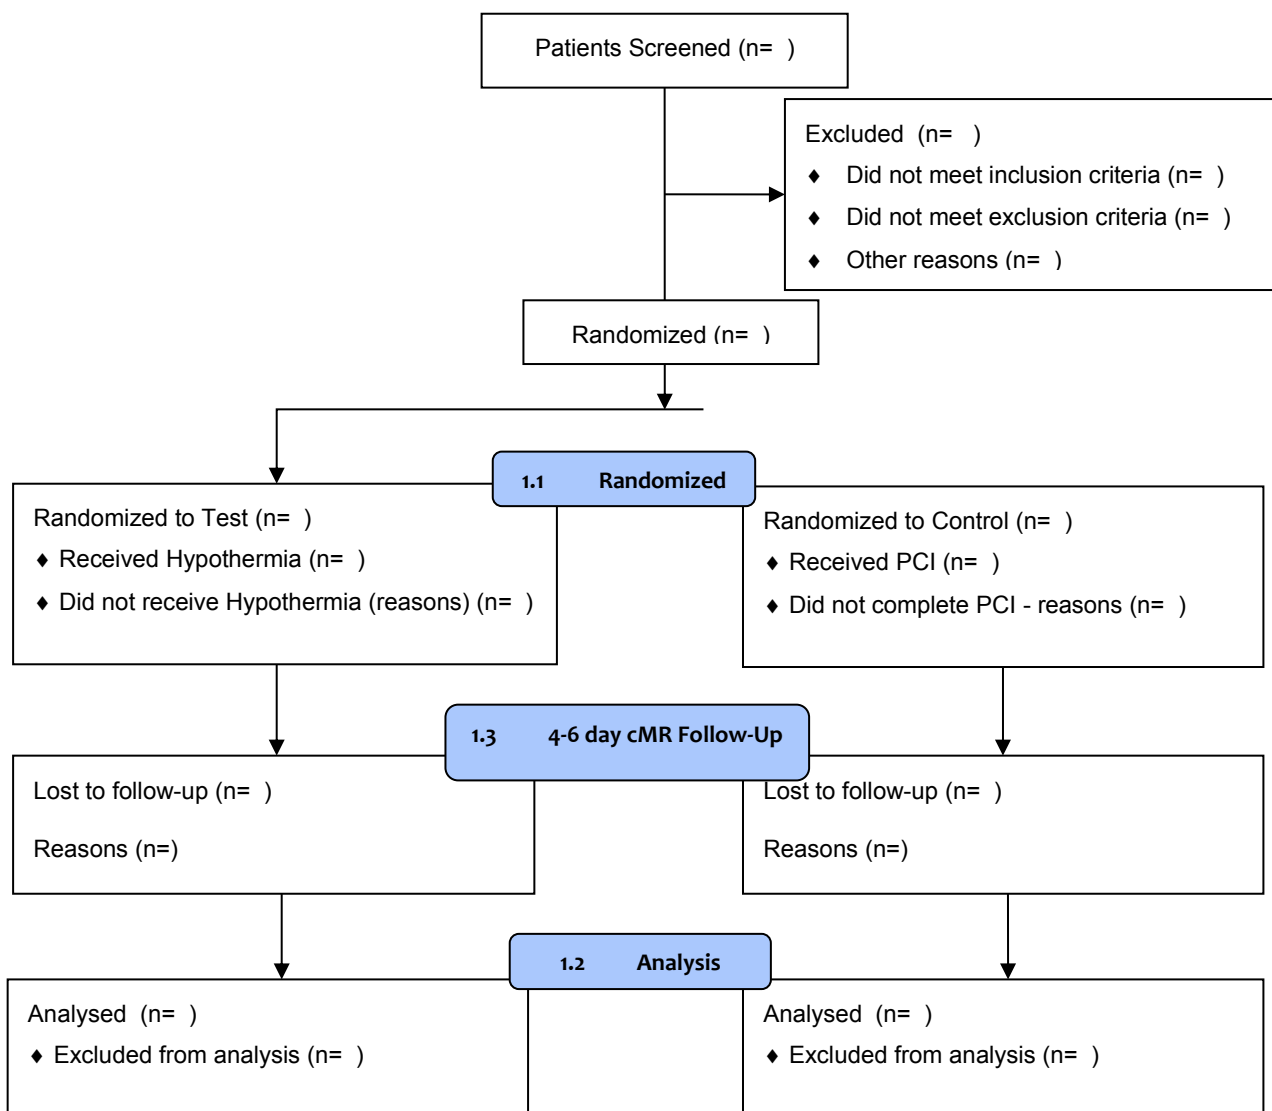 Patients Screened (n=  )
Excluded  (n=   )
♦ Did not meet inclusion criteria (n=  )
♦ Did not meet exclusion criteria (n=  )
♦ Other reasons (n=  )
Randomized (n=  )
1.1 Randomized
Randomized to Test (n=  )
♦ Received Hypothermia (n=  )
♦ Did not receive Hypothermia (reasons) (n=  )
Randomized to Control (n=  )
♦ Received PCI (n=  )
♦ Did not complete PCI - reasons (n=  )
1.3 4-6 day cMR Follow-Up
Lost to follow-up (n=  )
Reasons (n=)
Lost to follow-up (n=  )
Reasons (n=)
1.2 Analysis
Analysed  (n=  )
♦ Excluded from analysis (n=  )
Analysed  (n=  )
♦ Excluded from analysis (n=  )